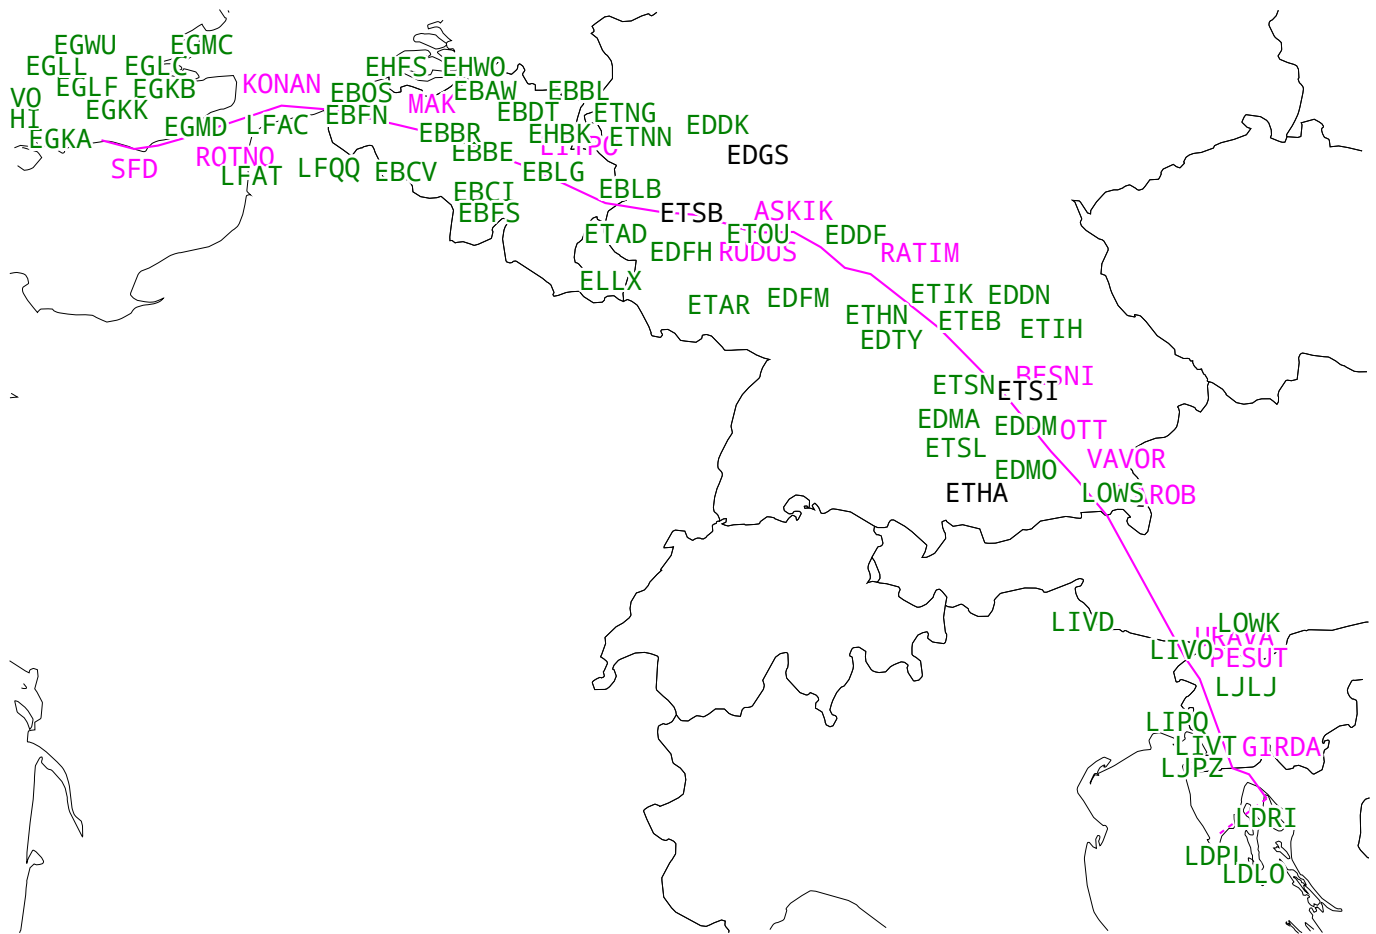 EGWU
EGMC
EGLL
EGLC
EHFS
EHWO
KONAN
EGLF
EGKB
EBOS
EBAW
EBBL
VO
MAK
EGKK
EBFN
EBDT
ETNG
HI
EGMD
LFAC
EDDK
EGKA
EBBR
EHBK
ETNN
EBBE
EDGS
SFD
ROTNO
LFAT
LFQQ
EBCV
EBLG
EBCI
EBLB
EBFS
ETSB
ASKIK
ETAD
ETOU
EDDF
EDFH
RUDUS
RATIM
ELLX
ETIK
EDDN
ETAR
EDFM
ETHN
ETEB
ETIH
EDTY
BESNI
ETSN
ETSI
EDMA
EDDM
OTT
ETSL
VAVOR
EDMO
ETHA
LOWS
AROB
LIVD
LOWK
LIVO
PESUT
LJLJ
LIPQ
LIVT
GIRDA
LJPZ
LDRI
LDPL
LDLO